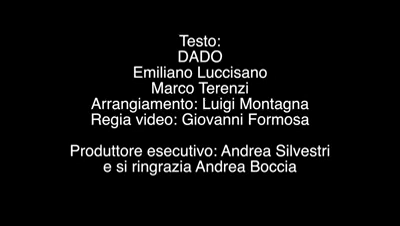 Testo:
DADO
Emiliano Luccisano
Marco Terenzi
Arrangiamento: Luigi Montagna
Regia video: Giovanni Formosa
Produttore esecutivo: Andrea Silvestri
e si ringrazia Andrea Boccia